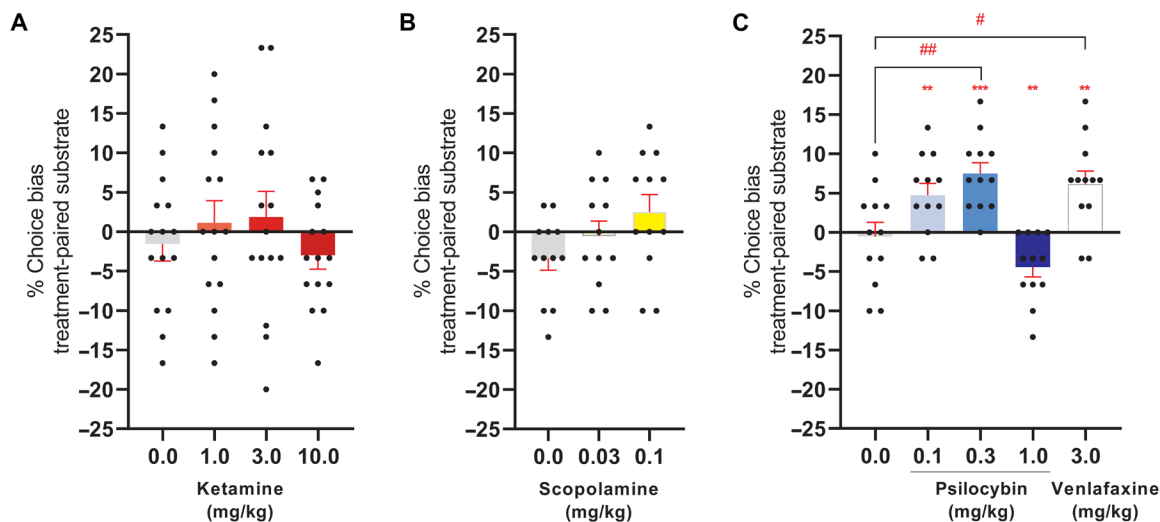 A
% Choice bias
treatment-paired substrate
25
20
15
10
5
0
−5
−10
−15
−20
−25
0.0 1.0 3.0 10.0
Ketamine
(mg/kg)
B
% Choice bias
treatment-paired substrate
25
20
15
10
5
0
−5
−10
−15
−20
−25
0.0 0.03 0.1
Scopolamine
(mg/kg)
C
% Choice bias
treatment-paired substrate
25
20
15
10
5
0
−5
−10
−15
−20
−25
#
##
** *** ** **
0.0 0.1 0.3 1.0 3.0
Psilocybin Venlafaxine
(mg/kg) (mg/kg)